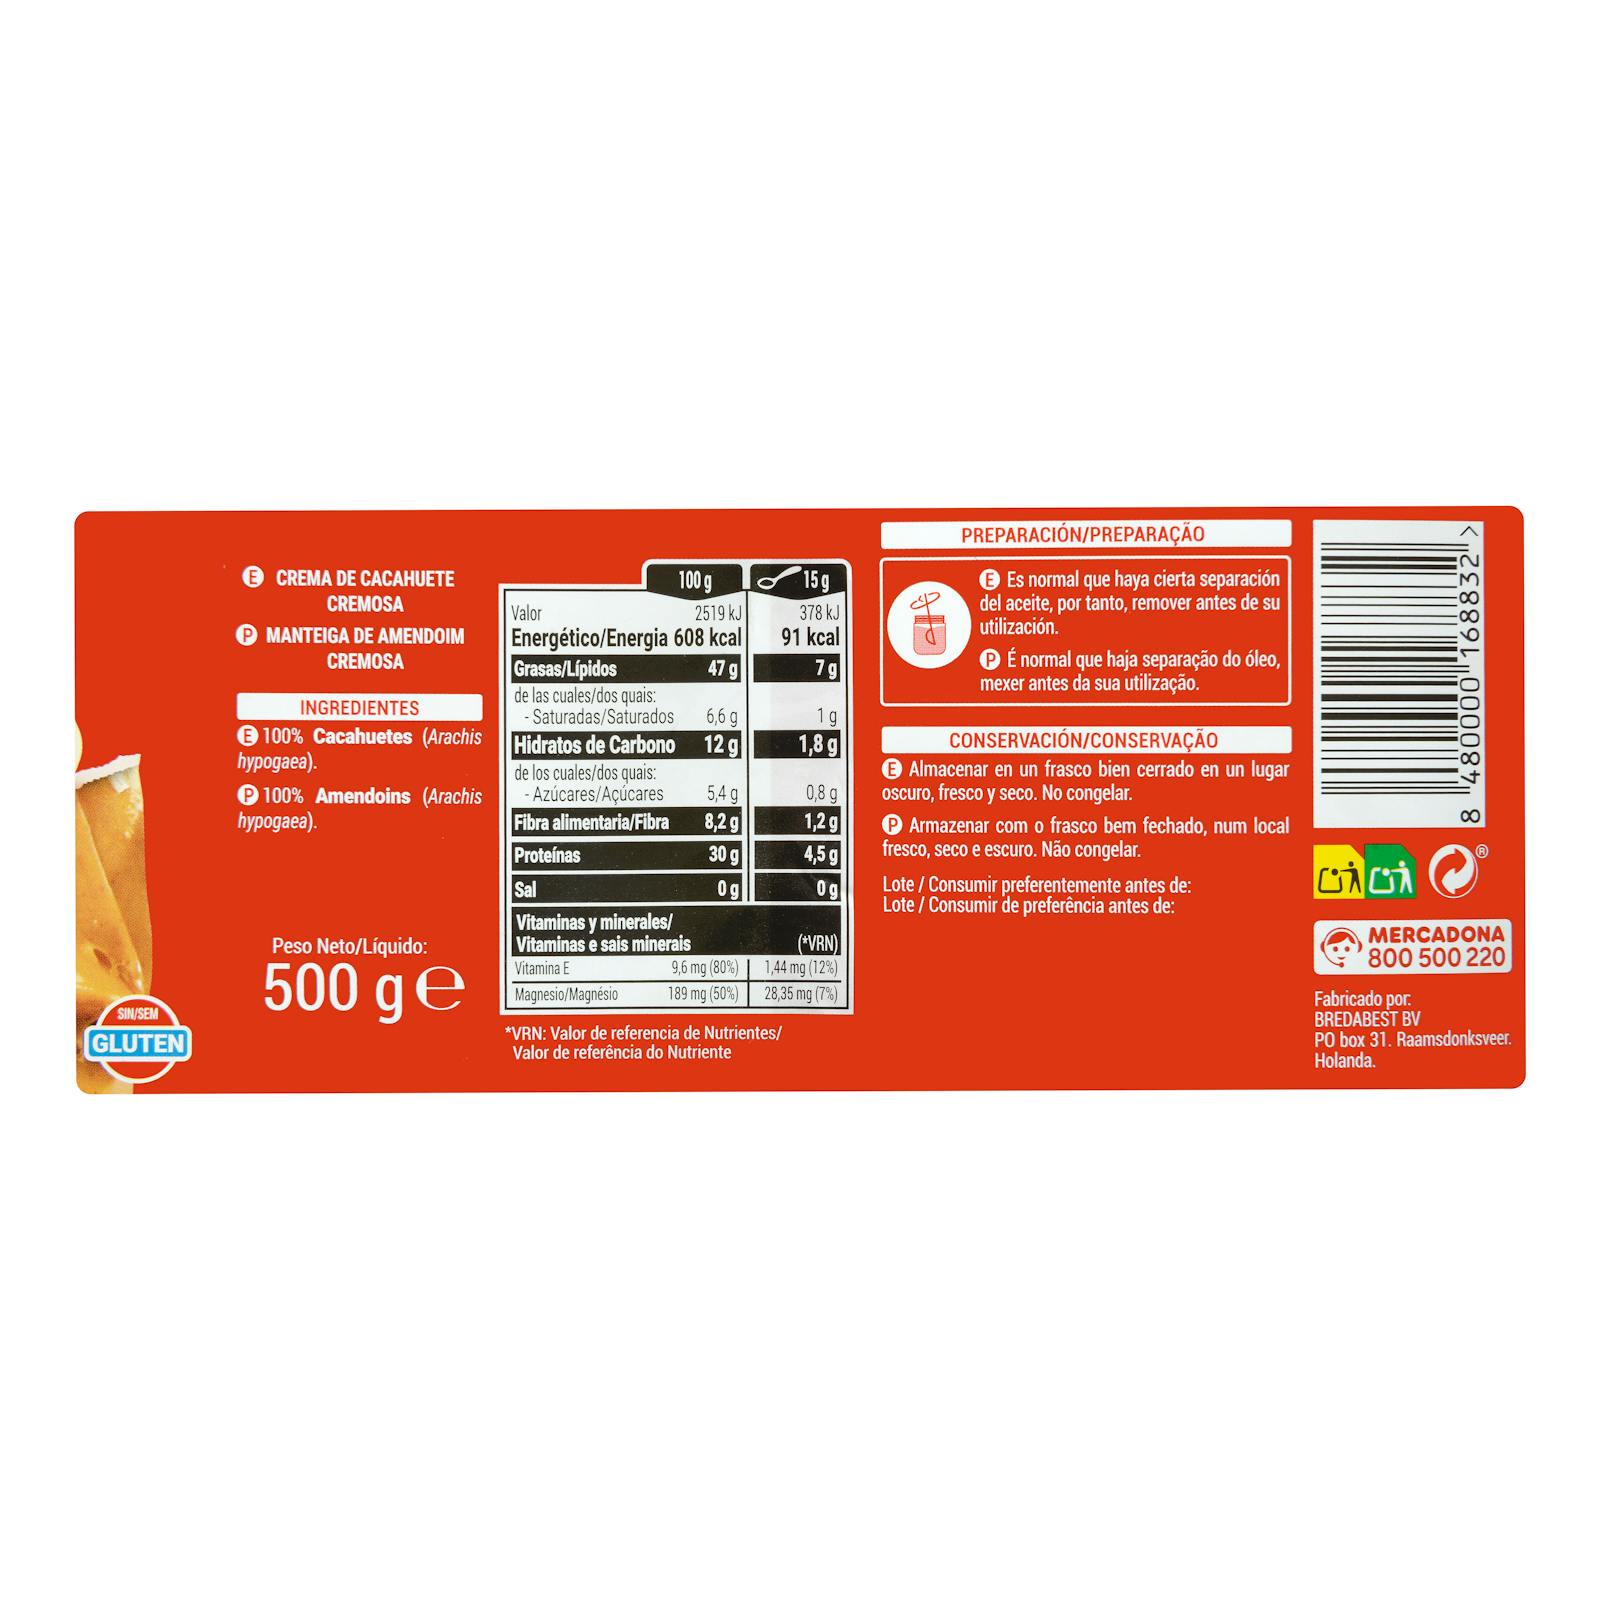 E CREMA DE CACAHUETE
CREMOSA
P MANTEIGA DE AMENDOIM
CREMOSA
INGREDIENTES
E 100% Cacahuetes (Arachis
hypogaea).
P 100% Amendoins (Arachis
hypogaea).
Peso Neto/Líquido:
500 g e
SIN/SEM
GLUTEN
100 g 15 g
Valor 2519 kJ 378 kJ
Energético/Energia 608 kcal 91 kcal
Grasas/Lípidos 47 g 7 g
de las cuales/dos quais:
- Saturadas/Saturados 6,6 g 1 g
Hidratos de Carbono 12 g 1,8 g
de los cuales/dos quais:
- Azúcares/Açúcares 5,4 g 0,8 g
Fibra alimentaria/Fibra 8,2 g 1,2 g
Proteínas 30 g 4,5 g
Sal 0 g 0 g
Vitaminas y minerales/
Vitaminas e sais minerais (*VRN)
Vitamina E 9,6 mg (80%) 1,44 mg (12%)
Magnesio/Magnésio 189 mg (50%) 28,35 mg (7%)
*VRN: Valor de referencia de Nutrientes/
Valor de referência do Nutriente
PREPARACIÓN/PREPARAÇÃO
E Es normal que haya cierta separación
del aceite, por tanto, remover antes de su
utilización.
P É normal que haja separação do óleo,
mexer antes da sua utilização.
CONSERVACIÓN/CONSERVAÇÃO
E Almacenar en un frasco bien cerrado en un lugar
oscuro, fresco y seco. No congelar.
P Armazenar com o frasco bem fechado, num local
fresco, seco e escuro. Não congelar.
Lote / Consumir preferentemente antes de:
Lote / Consumir de preferência antes de:
8 480000 168832 >
®
MERCADONA
800 500 220
Fabricado por:
BREDABEST BV
PO box 31. Raamsdonksveer.
Holanda.